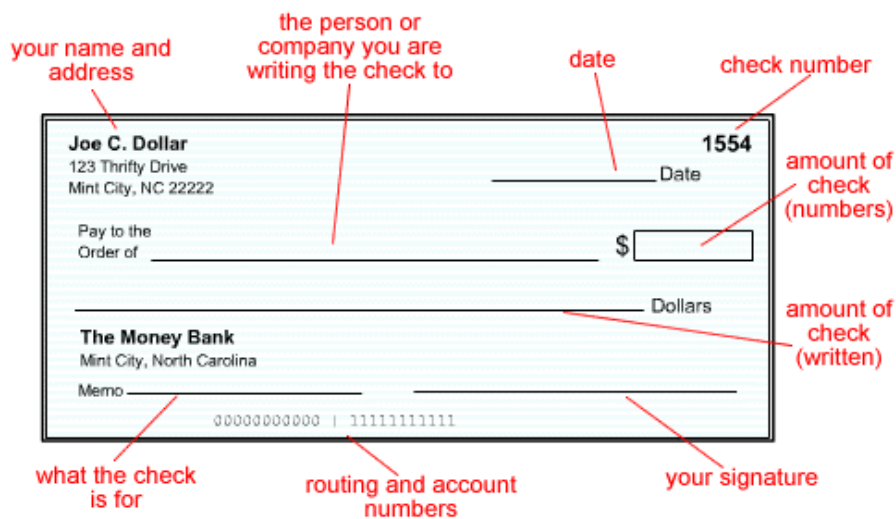 your name and
address
the person or
company you are
writing the check to
date
check number
Joe C. Dollar
123 Thrifty Drive
Mint City, NC 22222
1554
Date
amount of
check
(numbers)
Pay to the
Order of
$
Dollars
amount of
check
(written)
The Money Bank
Mint City, North Carolina
Memo
00000000000 | 11111111111
what the check
is for
routing and account
numbers
your signature